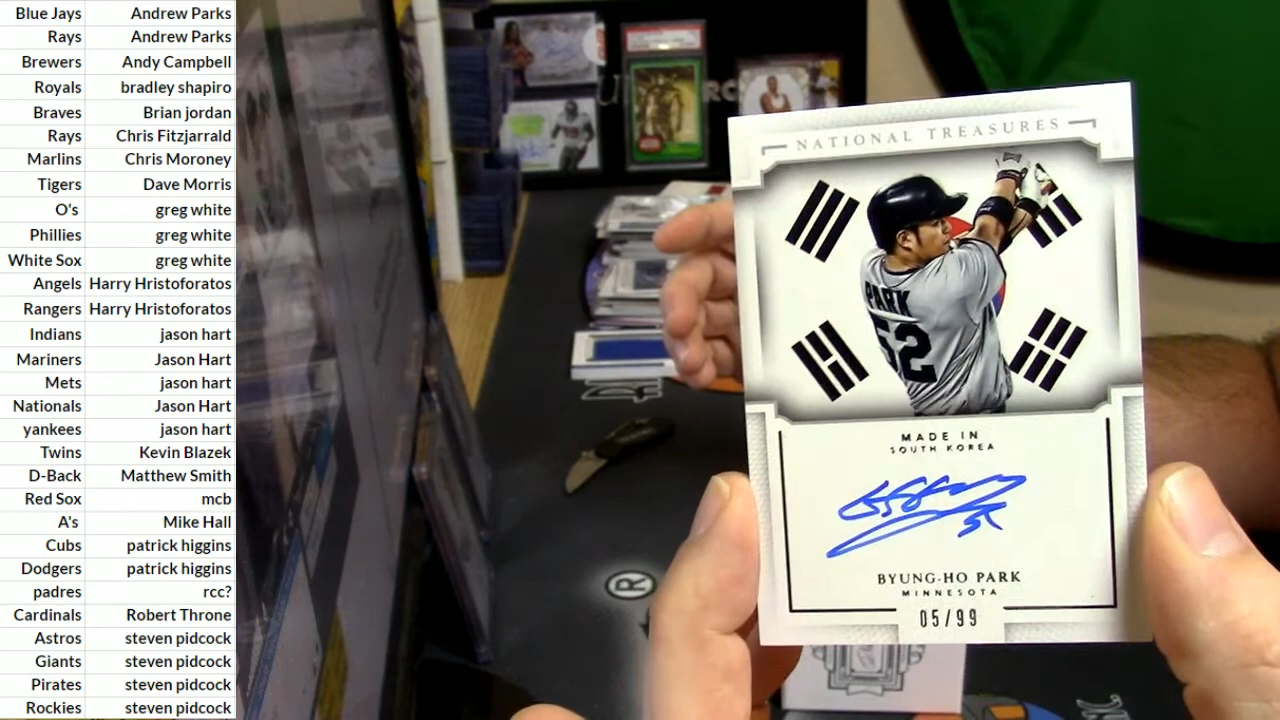 Blue Jays Andrew Parks
Rays Andrew Parks
Brewers Andy Campbell
Royals bradley shapiro
Braves Brian jordan
Rays Chris Fitzjarrald
Marlins Chris Moroney
Tigers Dave Morris
O's greg white
Phillies greg white
White Sox greg white
Angels Harry Hristoforatos
Rangers Harry Hristoforatos
Indians jason hart
Mariners Jason Hart
Mets jason hart
Nationals Jason Hart
yankees jason hart
Twins Kevin Blazek
D-Back Matthew Smith
Red Sox mcb
A's Mike Hall
Cubs patrick higgins
Dodgers patrick higgins
padres rcc?
Cardinals Robert Throne
Astros steven pidcock
Giants steven pidcock
Pirates steven pidcock
Rockies steven pidcock
NATIONAL TREASURES
PARK
52
MADE IN
SOUTH KOREA
BYUNG-HO PARK
MINNESOTA
05/99
R